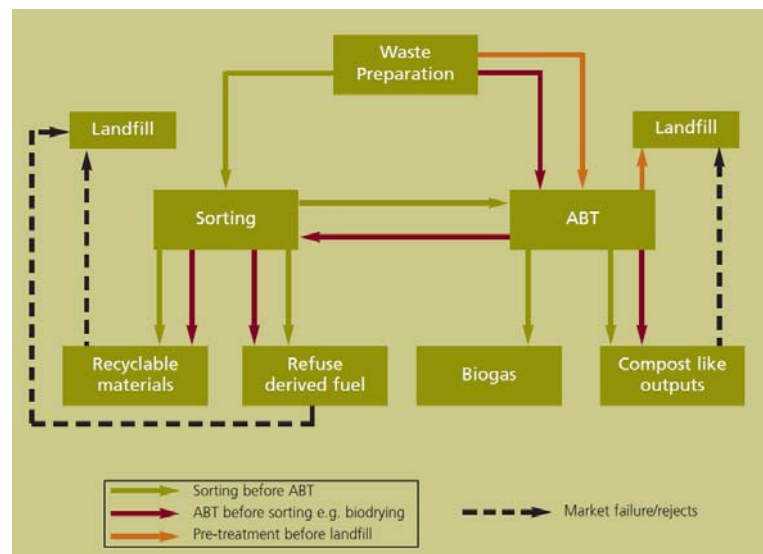 Waste
Preparation
Landfill
Landfill
Sorting
ABT
Recyclable
materials
Refuse
derived fuel
Biogas
Compost like
outputs
Sorting before ABT
ABT before sorting e.g. biodrying
Pre-treatment before landfill
Market failure/rejects